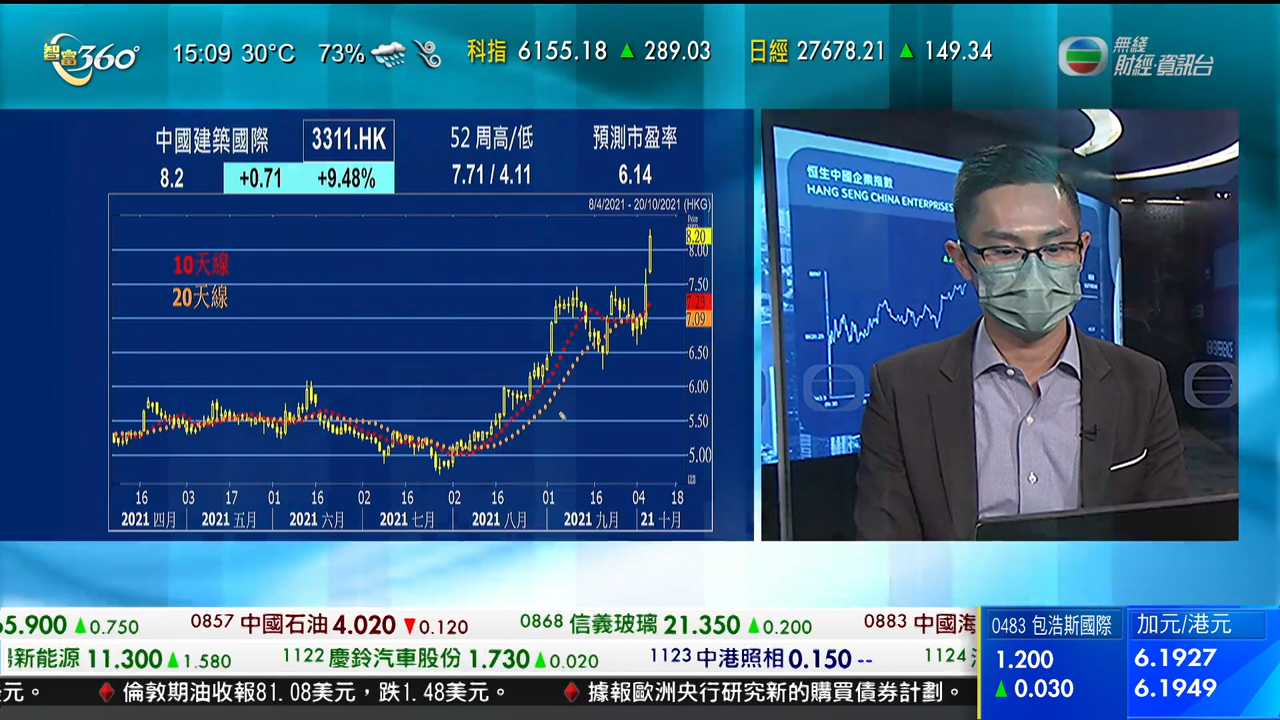 智富360°
15:09 30°C 73%
科指 6155.18 ▲ 289.03
日經 27678.21 ▲ 149.34
無綫
財經·資訊台
中國建築國際 3311.HK 52周高/低 預測市盈率
8.2 +0.71 +9.48% 7.71 / 4.11 6.14
8/4/2021 - 20/10/2021 (HKG)
Price
8.20
8.00
10天線
20天線
7.50
7.23
7.09
6.50
6.00
5.50
5.00
16 03 17 01 16 02 16 02 16 01 16 04 18
2021 四月 2021 五月 2021 六月 2021 七月 2021 八月 2021 九月 21 十月
恒生中國企業指數
HANG SENG CHINA ENTERPRISES
5.900 ▲0.750 0857 中國石油 4.020 ▼0.120 0868 信義玻璃 21.350 ▲0.200 0883 中國海
新能源 11.300 ▲1.580 1122 慶鈴汽車股份 1.730 ▲0.020 1123 中港照相 0.150 -- 1124
元。 ◆ 倫敦期油收報81.08美元，跌1.48美元。 ◆ 據報歐洲央行研究新的購買債券計劃。
0483 包浩斯國際
1.200
▲ 0.030
加元/港元
6.1927
6.1949